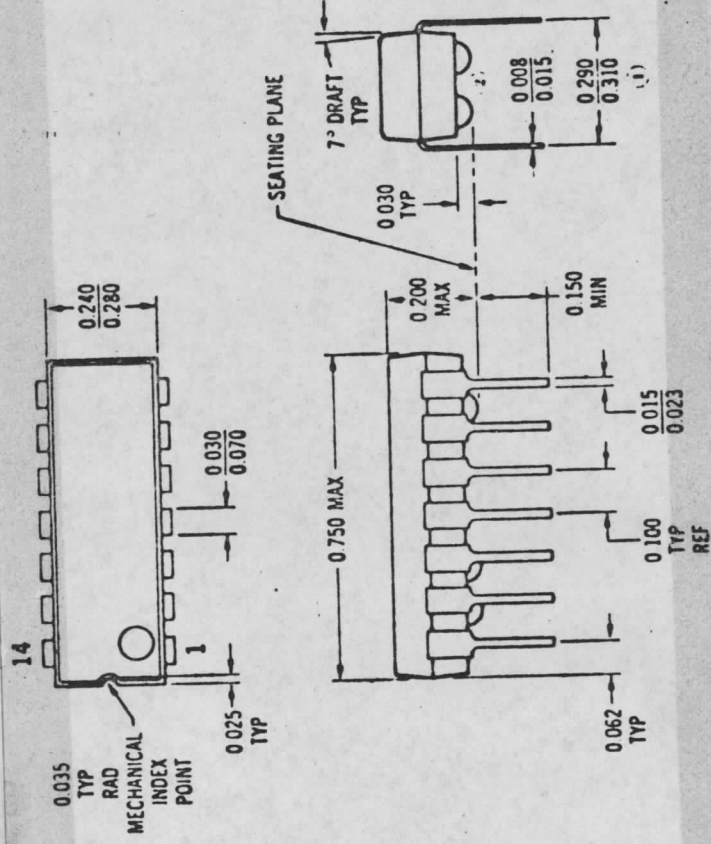 14
1
0.035
TYP
RAD
MECHANICAL
INDEX
POINT
0.025
TYP
0.030
0.070
0.240
0.280
0.750 MAX
0.062
TYP
0.100
TYP
REF
0.015
0.023
0.200
MAX
0.150
MIN
SEATING PLANE
7° DRAFT
TYP
0.030
TYP
0.008
0.015
0.290
0.310
(1)